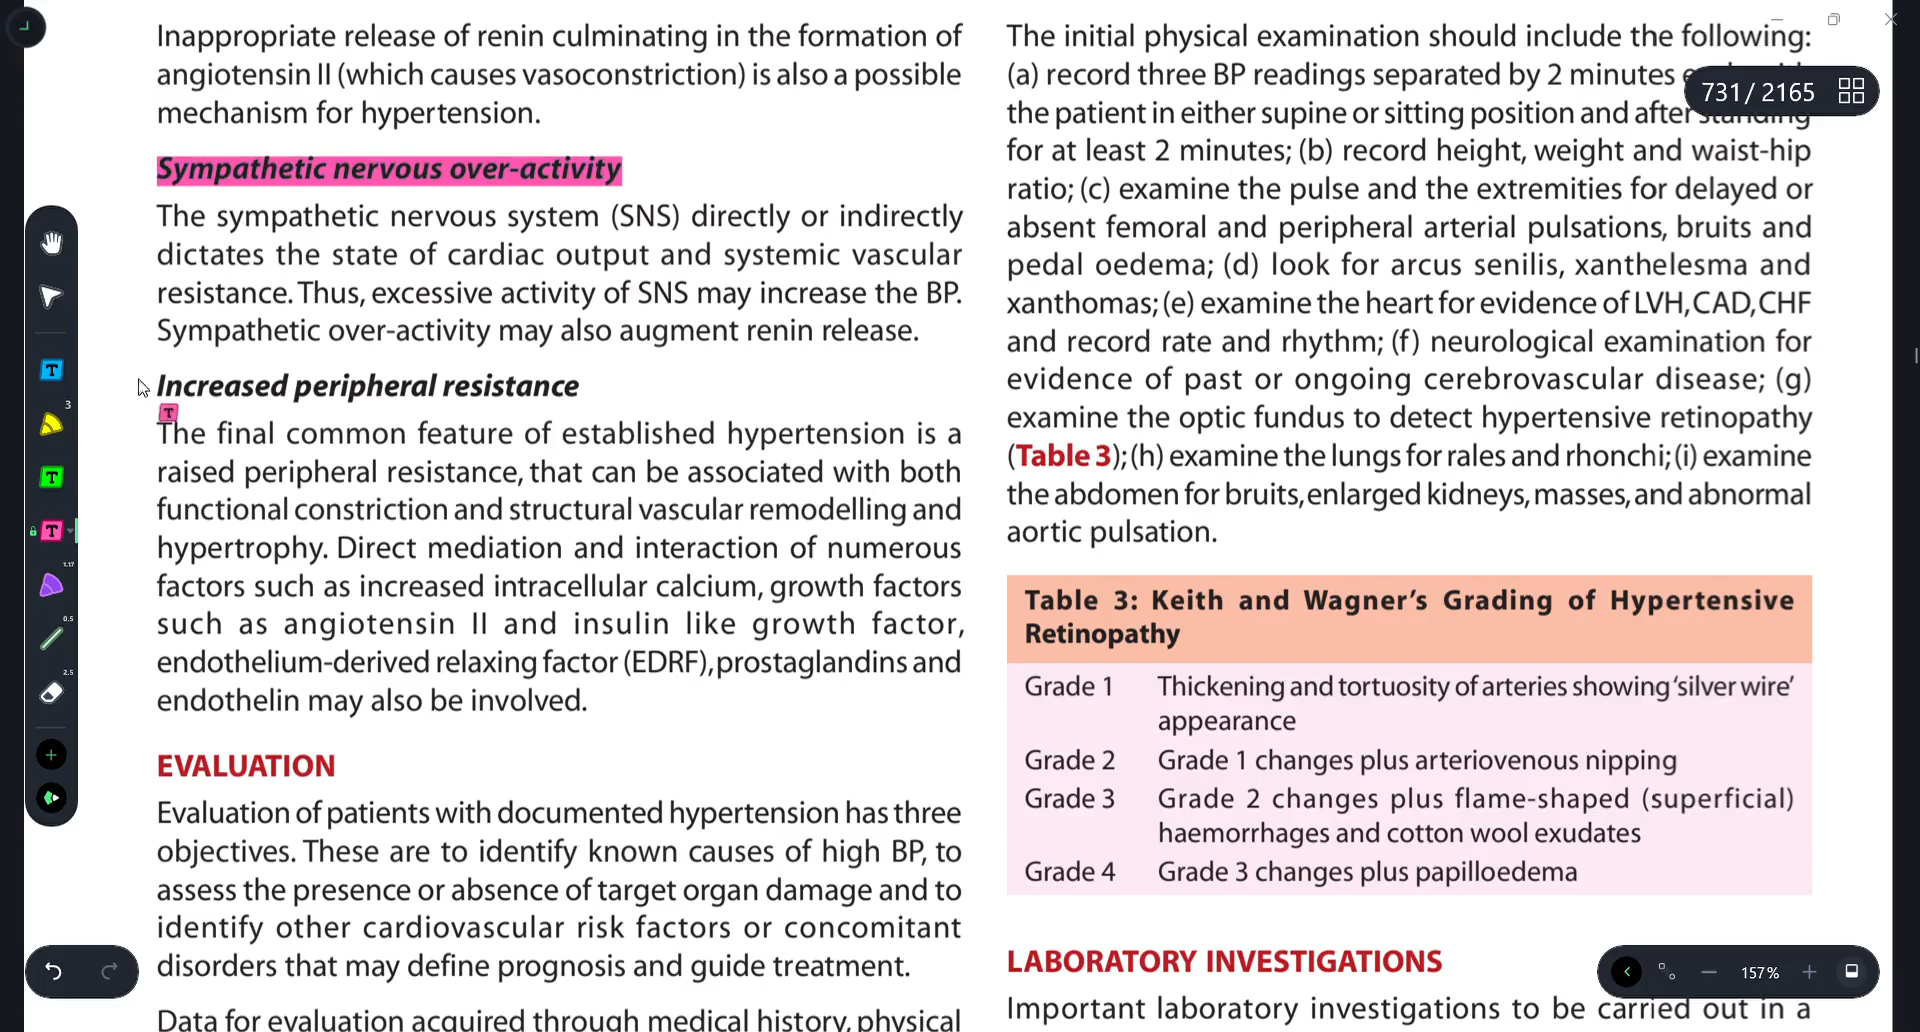 Inappropriate release of renin culminating in the formation of
angiotensin II (which causes vasoconstriction) is also a possible
mechanism for hypertension.
Sympathetic nervous over-activity
The sympathetic nervous system (SNS) directly or indirectly
dictates the state of cardiac output and systemic vascular
resistance. Thus, excessive activity of SNS may increase the BP.
Sympathetic over-activity may also augment renin release.
Increased peripheral resistance
The final common feature of established hypertension is a
raised peripheral resistance, that can be associated with both
functional constriction and structural vascular remodelling and
hypertrophy. Direct mediation and interaction of numerous
factors such as increased intracellular calcium, growth factors
such as angiotensin II and insulin like growth factor,
endothelium-derived relaxing factor (EDRF), prostaglandins and
endothelin may also be involved.
EVALUATION
Evaluation of patients with documented hypertension has three
objectives. These are to identify known causes of high BP, to
assess the presence or absence of target organ damage and to
identify other cardiovascular risk factors or concomitant
disorders that may define prognosis and guide treatment.
Data for evaluation acquired through medical history, physical
The initial physical examination should include the following:
(a) record three BP readings separated by 2 minutes
the patient in either supine or sitting position and after standing
for at least 2 minutes; (b) record height, weight and waist-hip
ratio; (c) examine the pulse and the extremities for delayed or
absent femoral and peripheral arterial pulsations, bruits and
pedal oedema; (d) look for arcus senilis, xanthelesma and
xanthomas; (e) examine the heart for evidence of LVH, CAD, CHF
and record rate and rhythm; (f) neurological examination for
evidence of past or ongoing cerebrovascular disease; (g)
examine the optic fundus to detect hypertensive retinopathy
(Table 3); (h) examine the lungs for rales and rhonchi; (i) examine
the abdomen for bruits, enlarged kidneys, masses, and abnormal
aortic pulsation.
Table 3: Keith and Wagner's Grading of Hypertensive
Retinopathy
Grade 1 Thickening and tortuosity of arteries showing 'silver wire'
appearance
Grade 2 Grade 1 changes plus arteriovenous nipping
Grade 3 Grade 2 changes plus flame-shaped (superficial)
haemorrhages and cotton wool exudates
Grade 4 Grade 3 changes plus papilloedema
LABORATORY INVESTIGATIONS
Important laboratory investigations to be carried out in a
731 / 2165
T
3
T
T
T
1.17
0.5
2.5
157%